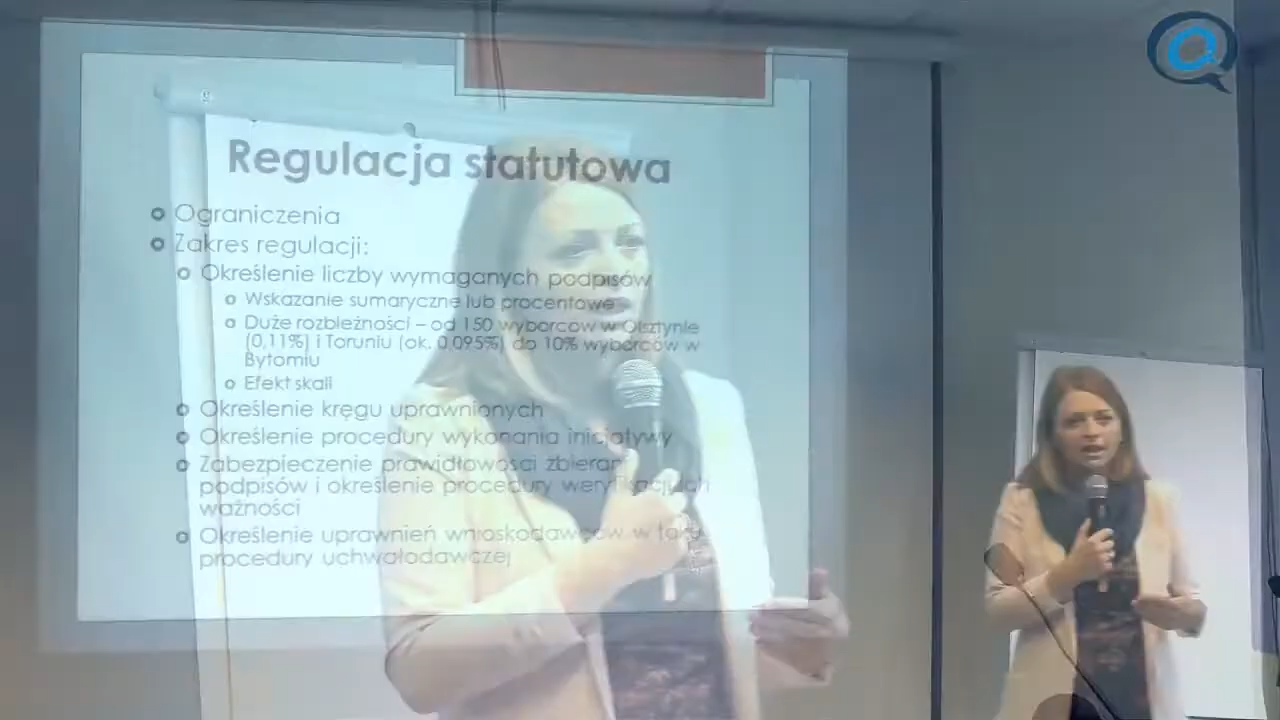 Regulacja statutowa
Ograniczenia
Zakres regulacji:
Określenie liczby wymaganych podpisów
Wskazanie sumaryczne lub procentowe
Duże rozbieżności – od 150 wyborców w Olsztynie
(0,11%) i Toruniu (ok. 0,095%) do 10% wyborców w
Bytomiu
Efekt skali
Określenie kręgu uprawnionych
Określenie procedury wykonania inicjatywy
Zabezpieczenie prawidłowości zbierania
podpisów i określenie procedury weryfikacji ich
ważności
Określenie uprawnień wnioskodawców w toku
procedury uchwałodawczej